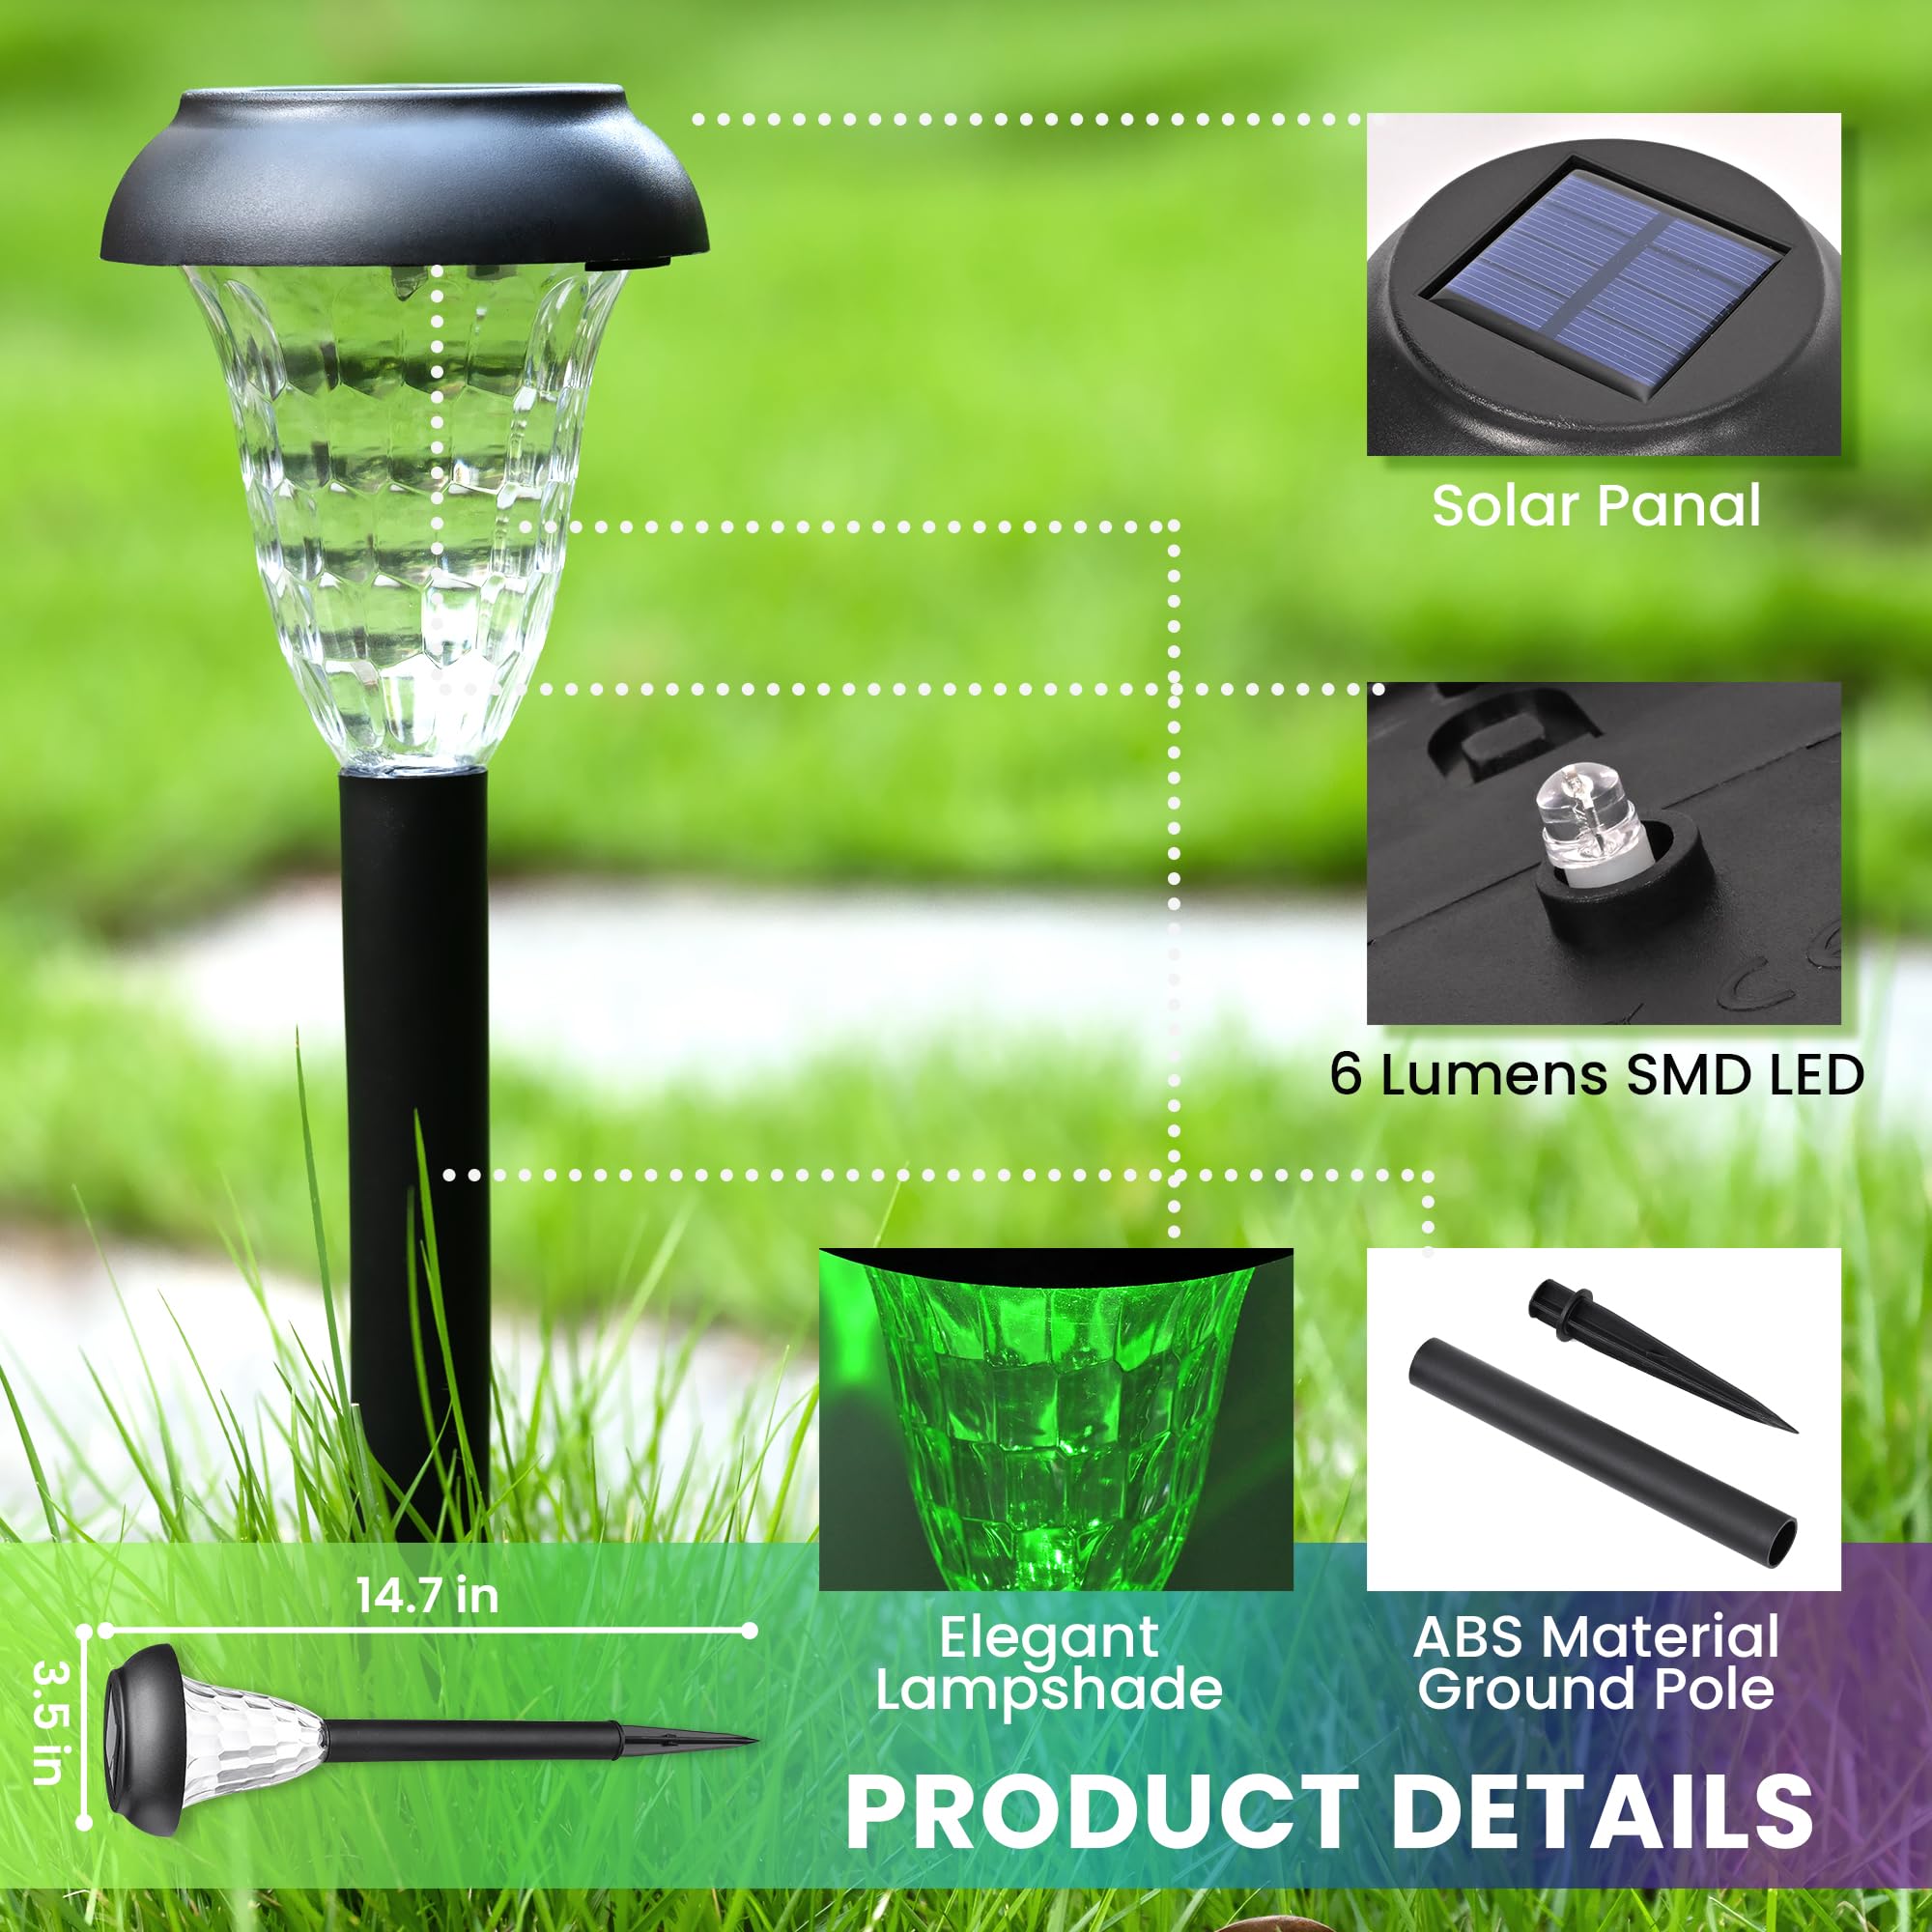 Solar Panal
6 Lumens SMD LED
14.7 in
3.5 in
Elegant
Lampshade
ABS Material
Ground Pole
PRODUCT DETAILS